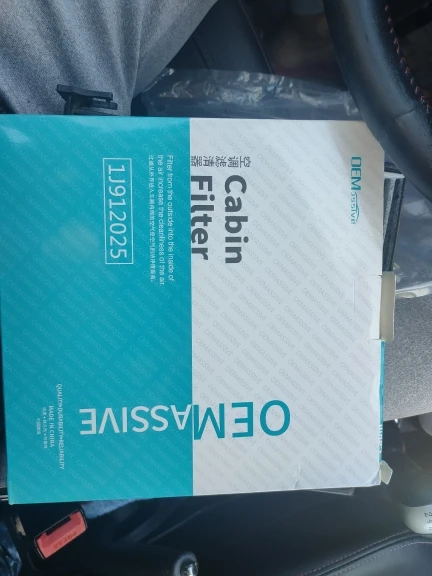 OEMASSIVE
空调滤清器
Cabin
Filter
Filter from the outside into the inside of
the air increase the cleanliness of the air.
1J912025
OEMASSIVE
QUALITY•DURABILITY•RELIABILITY
MADE IN CHINA